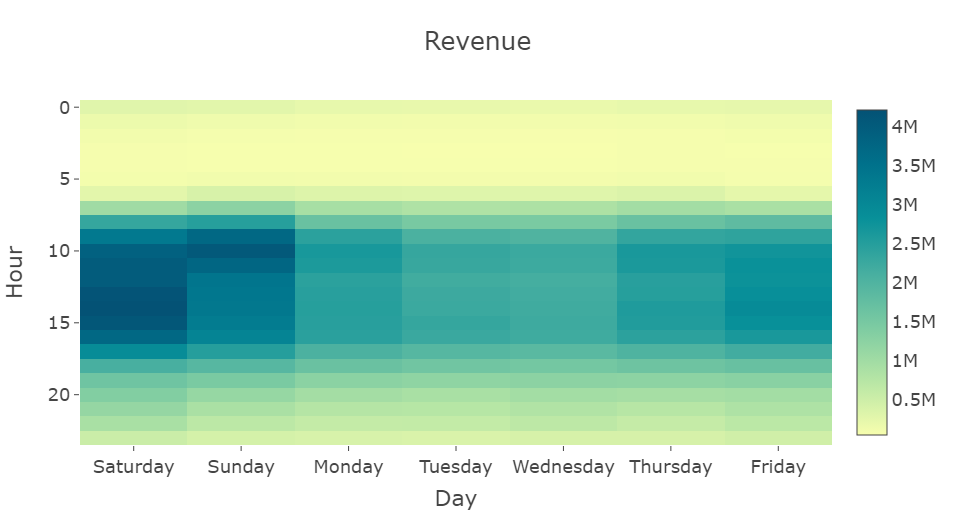 Revenue
0
5
10
15
20
Hour
Saturday Sunday Monday Tuesday Wednesday Thursday Friday
Day
4M
3.5M
3M
2.5M
2M
1.5M
1M
0.5M